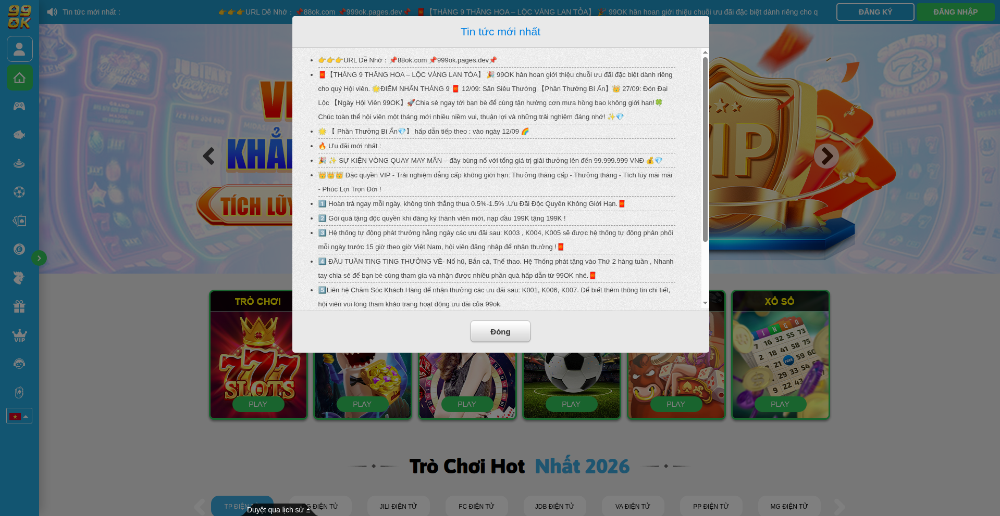 99
OK
Tin tức mới nhất :
👉👉👉URL Dễ Nhớ : 📌88ok.com 📌999ok.pages.dev📌 🧧【THÁNG 9 THĂNG HOA – LỘC VÀNG LAN TỎA】 🎉 99OK hân hoan giới thiệu chuỗi ưu đãi đặc biệt dành riêng cho q
ĐĂNG KÝ
ĐĂNG NHẬP
Tin tức mới nhất
👉👉👉URL Dễ Nhớ : 📌88ok.com 📌999ok.pages.dev📌
🧧【THÁNG 9 THĂNG HOA – LỘC VÀNG LAN TỎA】 🎉 99OK hân hoan giới thiệu chuỗi ưu đãi đặc biệt dành riêng
cho quý Hội viên. 🌟ĐIỂM NHẤN THÁNG 9 🧧 12/09: Săn Siêu Thưởng 【Phần Thưởng Bí Ẩn】👑 27/09: Đón Đại
Lộc 【Ngày Hội Viên 99OK】🚀Chia sẻ ngay tới bạn bè để cùng tận hưởng cơn mưa hồng bao không giới hạn!🍀
Chúc toàn thể hội viên một tháng mới nhiều niềm vui, thuận lợi và những trải nghiệm đáng nhớ! ✨💎
🌟 【 Phần Thưởng Bí Ẩn💎】 hấp dẫn tiếp theo : vào ngày 12/09 🌈
🔥 Ưu đãi mới nhất :
🎉 ✨ SỰ KIỆN VÒNG QUAY MAY MẮN – đầy bùng nổ với tổng giá trị giải thưởng lên đến 99.999.999 VNĐ 💰💎
👑👑👑 Đặc quyền VIP - Trải nghiệm đẳng cấp không giới hạn: Thưởng thăng cấp - Thưởng tháng - Tích lũy mãi mãi
- Phúc Lợi Trọn Đời !
1️⃣ Hoàn trả ngay mỗi ngày, không tính thắng thua 0.5%-1.5% .Ưu Đãi Độc Quyền Không Giới Hạn.🧧
2️⃣ Gói quà tặng độc quyền khi đăng ký thành viên mới, nạp đầu 199K tặng 199K !
3️⃣ Hệ thống tự động phát thưởng hằng ngày các ưu đãi sau: K003 , K004, K005 sẽ được hệ thống tự động phân phối
mỗi ngày trước 15 giờ theo giờ Việt Nam, hội viên đăng nhập để nhận thưởng !🧧
4️⃣ ĐẦU TUẦN TING TING THƯỞNG VỀ- Nổ hũ, Bắn cá, Thể thao. Hệ Thống phát tặng vào Thứ 2 hàng tuần , Nhanh
tay chia sẻ để bạn bè cùng tham gia và nhận được nhiều phần quà hấp dẫn từ 99OK nhé.🧧
5️⃣Liên hệ Chăm Sóc Khách Hàng để nhận thưởng các ưu đãi sau: K001, K006, K007. Để biết thêm thông tin chi tiết,
hội viên vui lòng tham khảo trang hoạt động ưu đãi của 99ok.
Đóng
VIP
TÍCH LŨY
VIP
TRÒ CHƠI
XỔ SỐ
777
SLOTS
PLAY
PLAY
PLAY
PLAY
PLAY
PLAY
Trò Chơi Hot Nhất 2026
TP ĐIỆN TỬ
ĐIỆN TỬ
JILI ĐIỆN TỬ
FC ĐIỆN TỬ
JDB ĐIỆN TỬ
VA ĐIỆN TỬ
PP ĐIỆN TỬ
MG ĐIỆN TỬ
Duyệt qua lịch sử